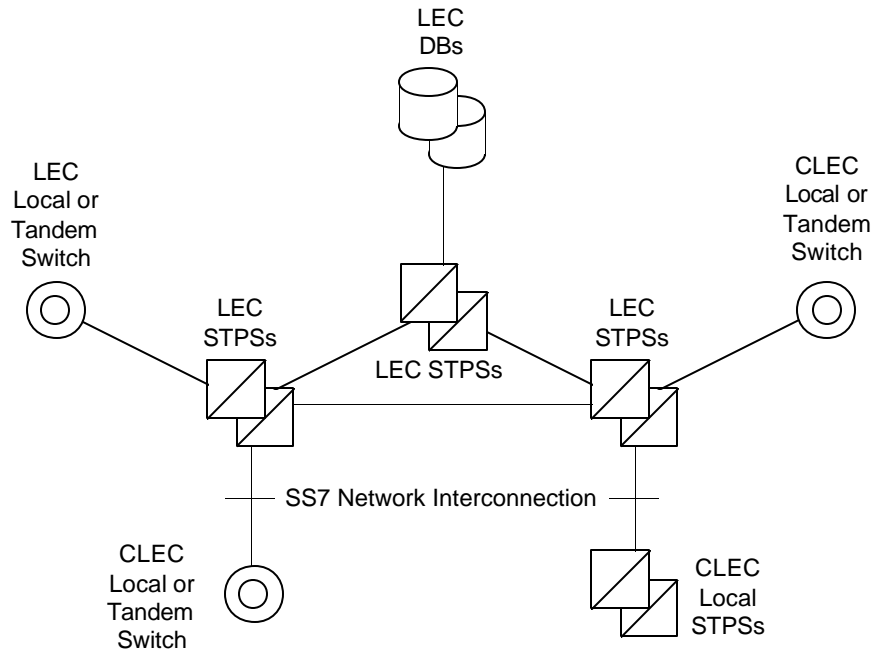 LEC
DBs
LEC
Local or
Tandem
Switch
CLEC
Local or
Tandem
Switch
LEC
STPSs
LEC
STPSs
LEC STPSs
SS7 Network Interconnection
CLEC
Local or
Tandem
Switch
CLEC
Local
STPSs